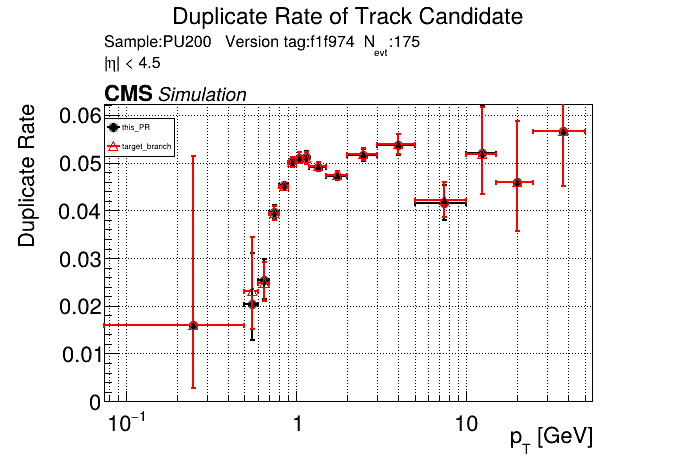 Duplicate Rate of Track Candidate
Sample:PU200 Version tag:f1f974 N_evt:175
|η| < 4.5
CMS Simulation
Duplicate Rate
0.06
0.05
0.04
0.03
0.02
0.01
0
this_PR
target_branch
10⁻¹
1
10
p_T [GeV]